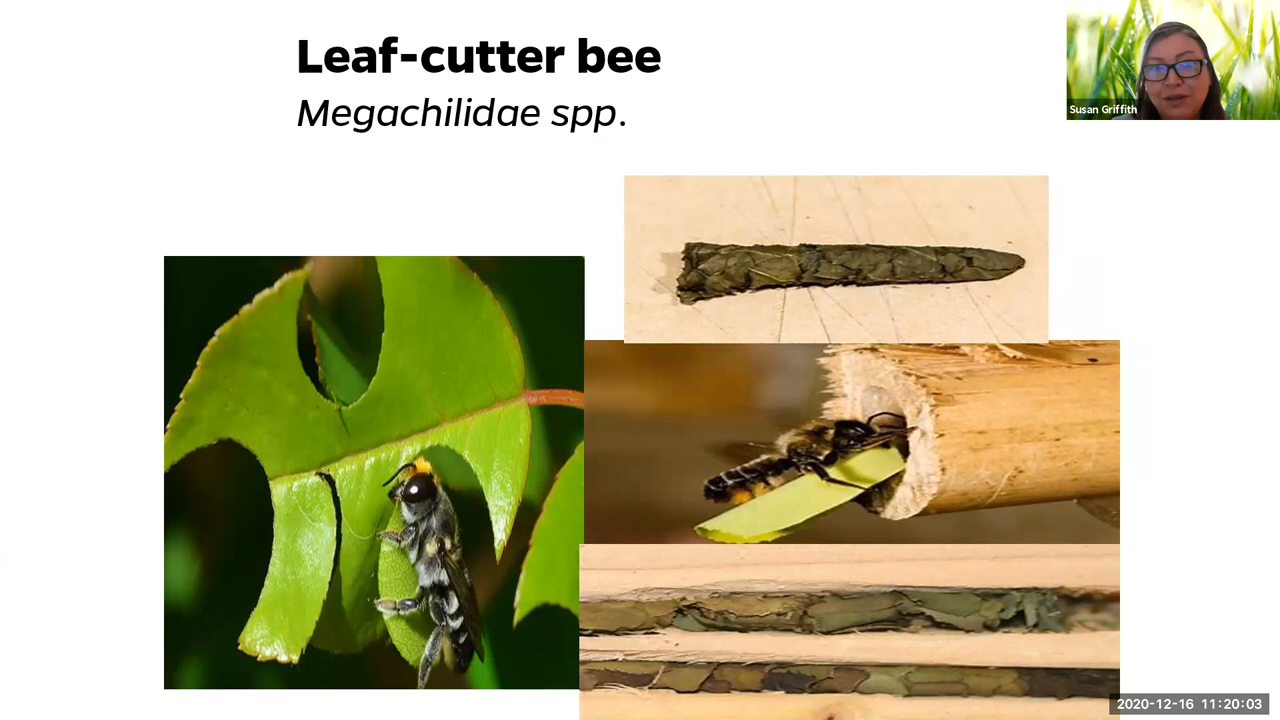 Leaf-cutter bee
Megachilidae spp.
Susan Griffith
2020-12-16 11:20:03